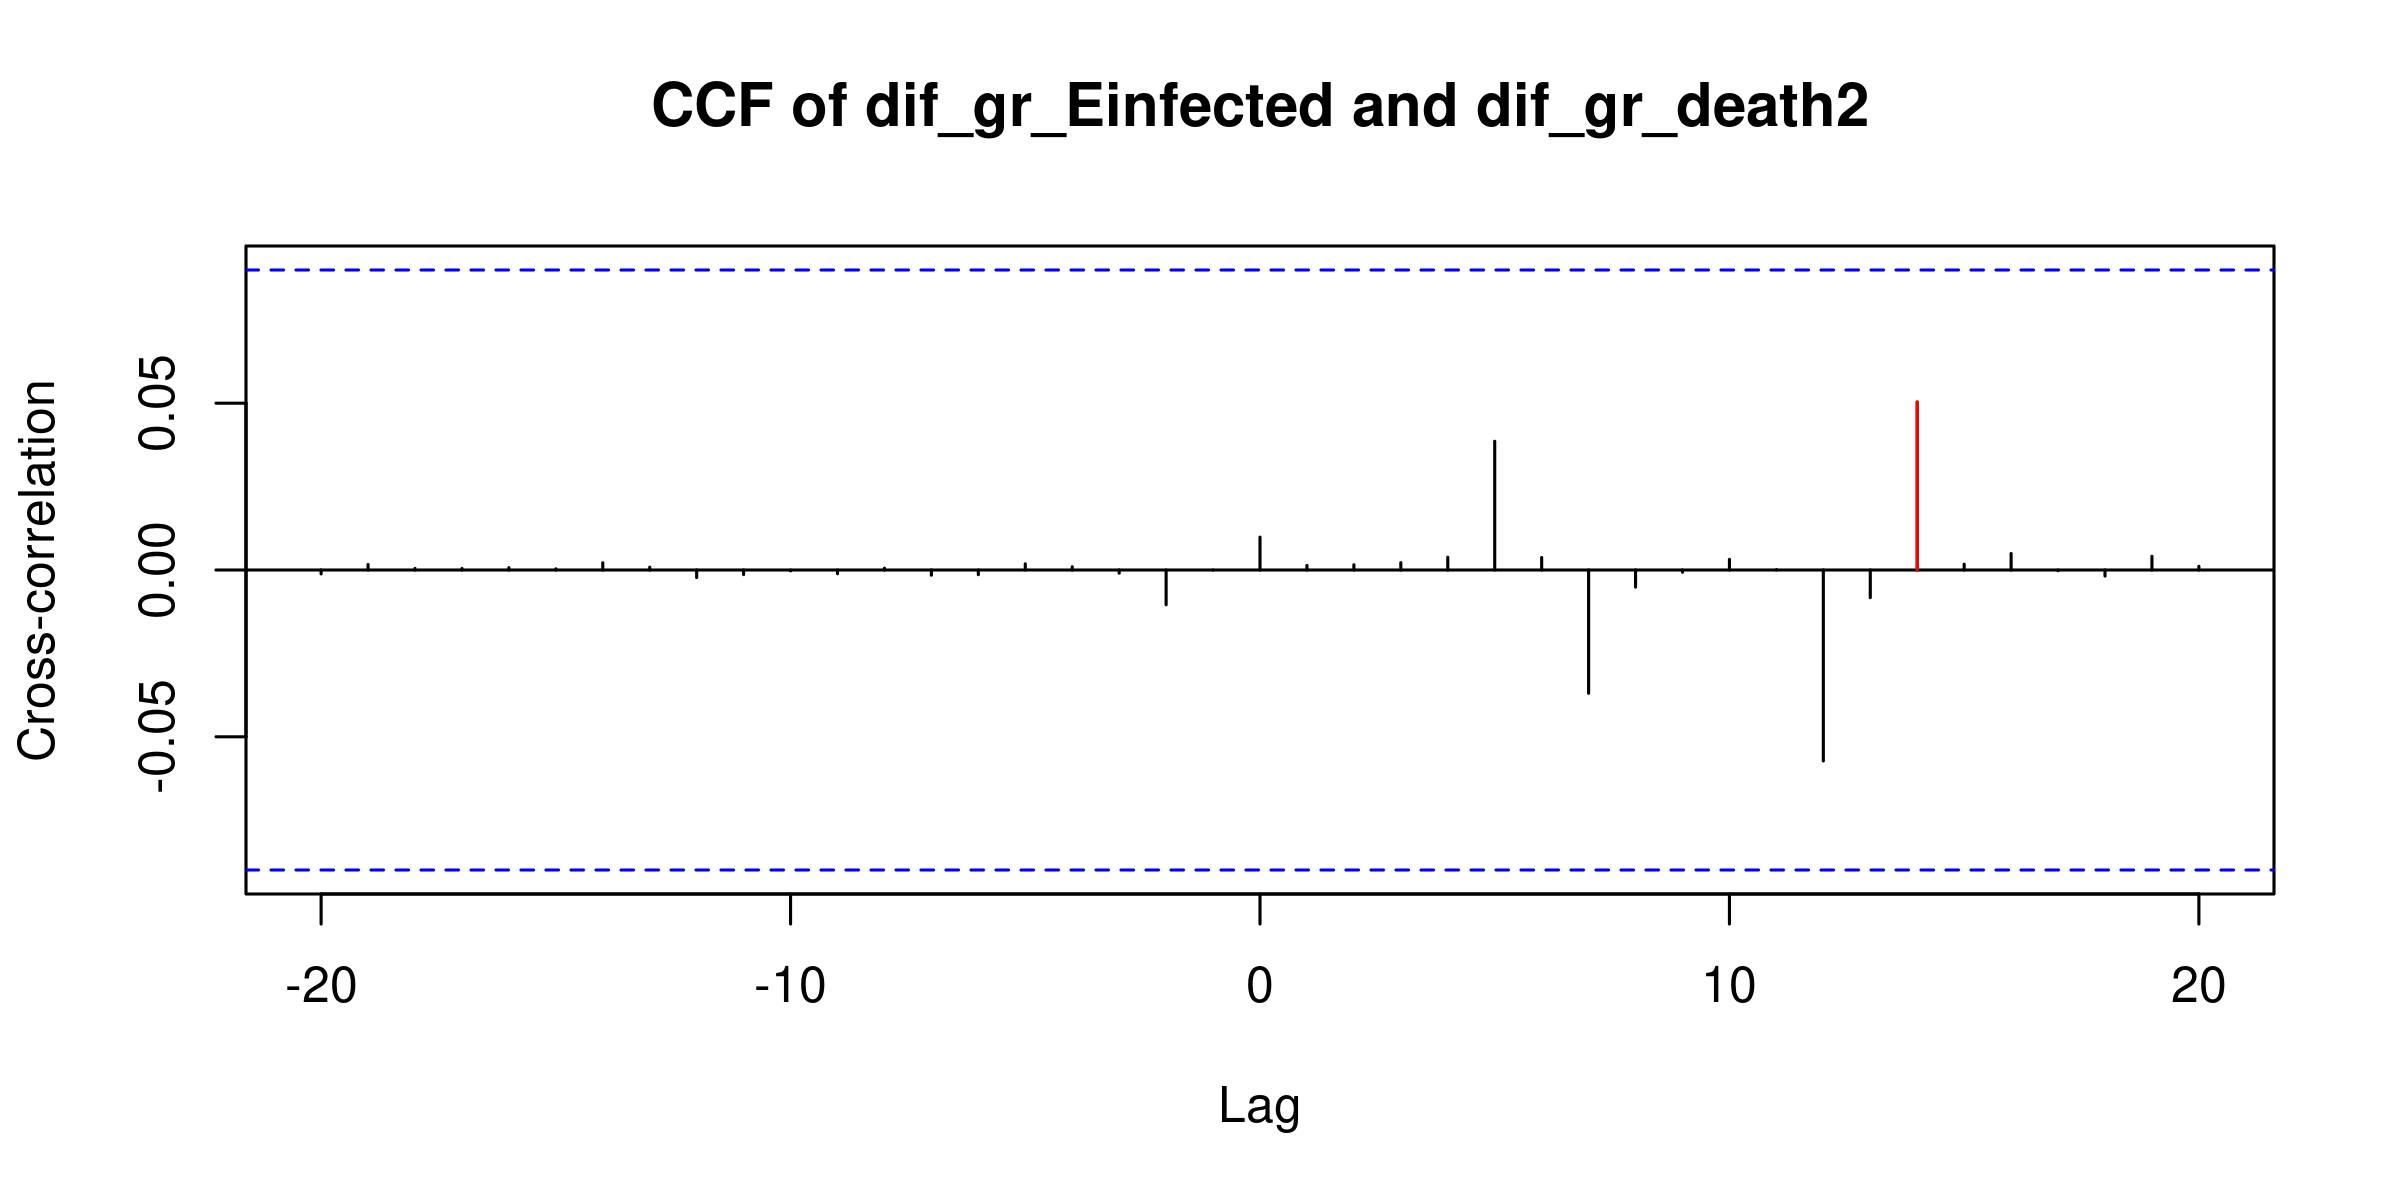 CCF of dif_gr_Einfected and dif_gr_death2
Cross-correlation
0.05
0.00
-0.05
-20 -10 0 10 20
Lag